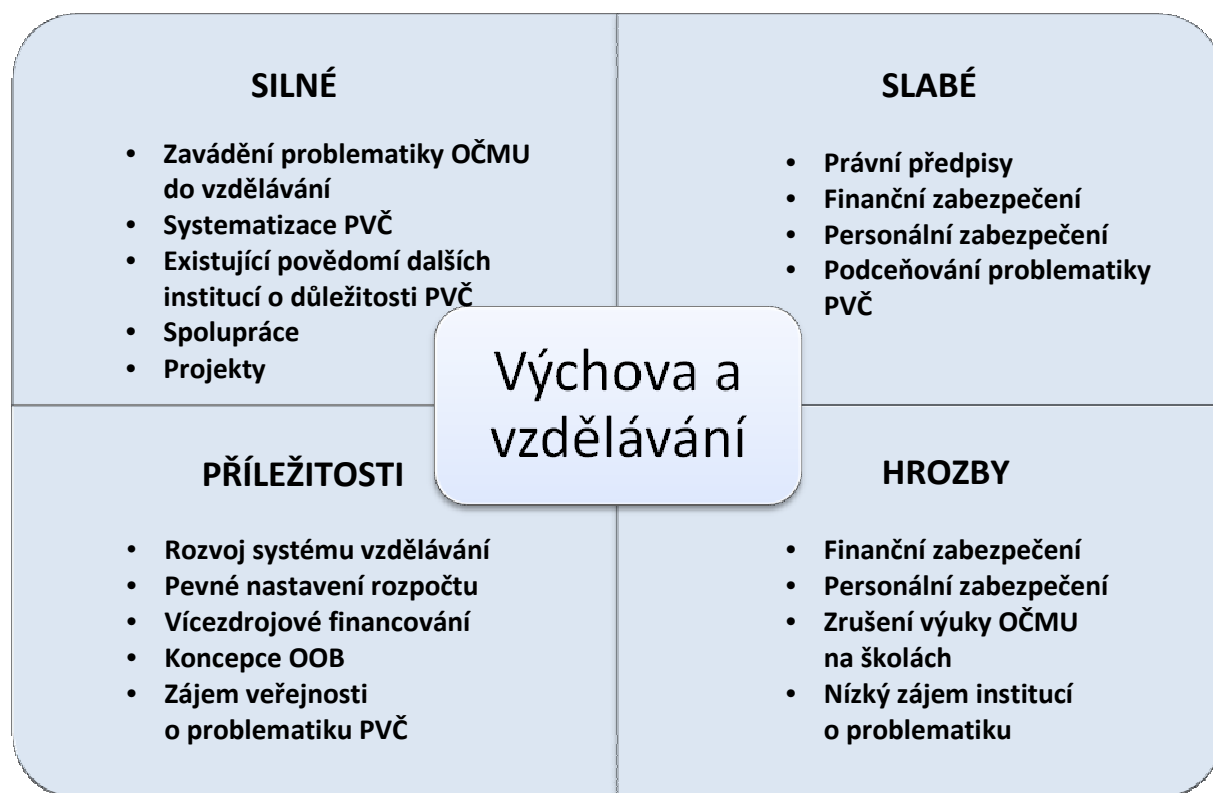 SILNÉ
• Zavádění problematiky OČMU
do vzdělávání
• Systematizace PVČ
• Existující povědomí dalších
institucí o důležitosti PVČ
• Spolupráce
• Projekty
SLABÉ
• Právní předpisy
• Finanční zabezpečení
• Personální zabezpečení
• Podceňování problematiky
PVČ
Výchova a
vzdělávání
PŘÍLEŽITOSTI
• Rozvoj systému vzdělávání
• Pevné nastavení rozpočtu
• Vícezdrojové financování
• Koncepce OOB
• Zájem veřejnosti
o problematiku PVČ
HROZBY
• Finanční zabezpečení
• Personální zabezpečení
• Zrušení výuky OČMU
na školách
• Nízký zájem institucí
o problematiku